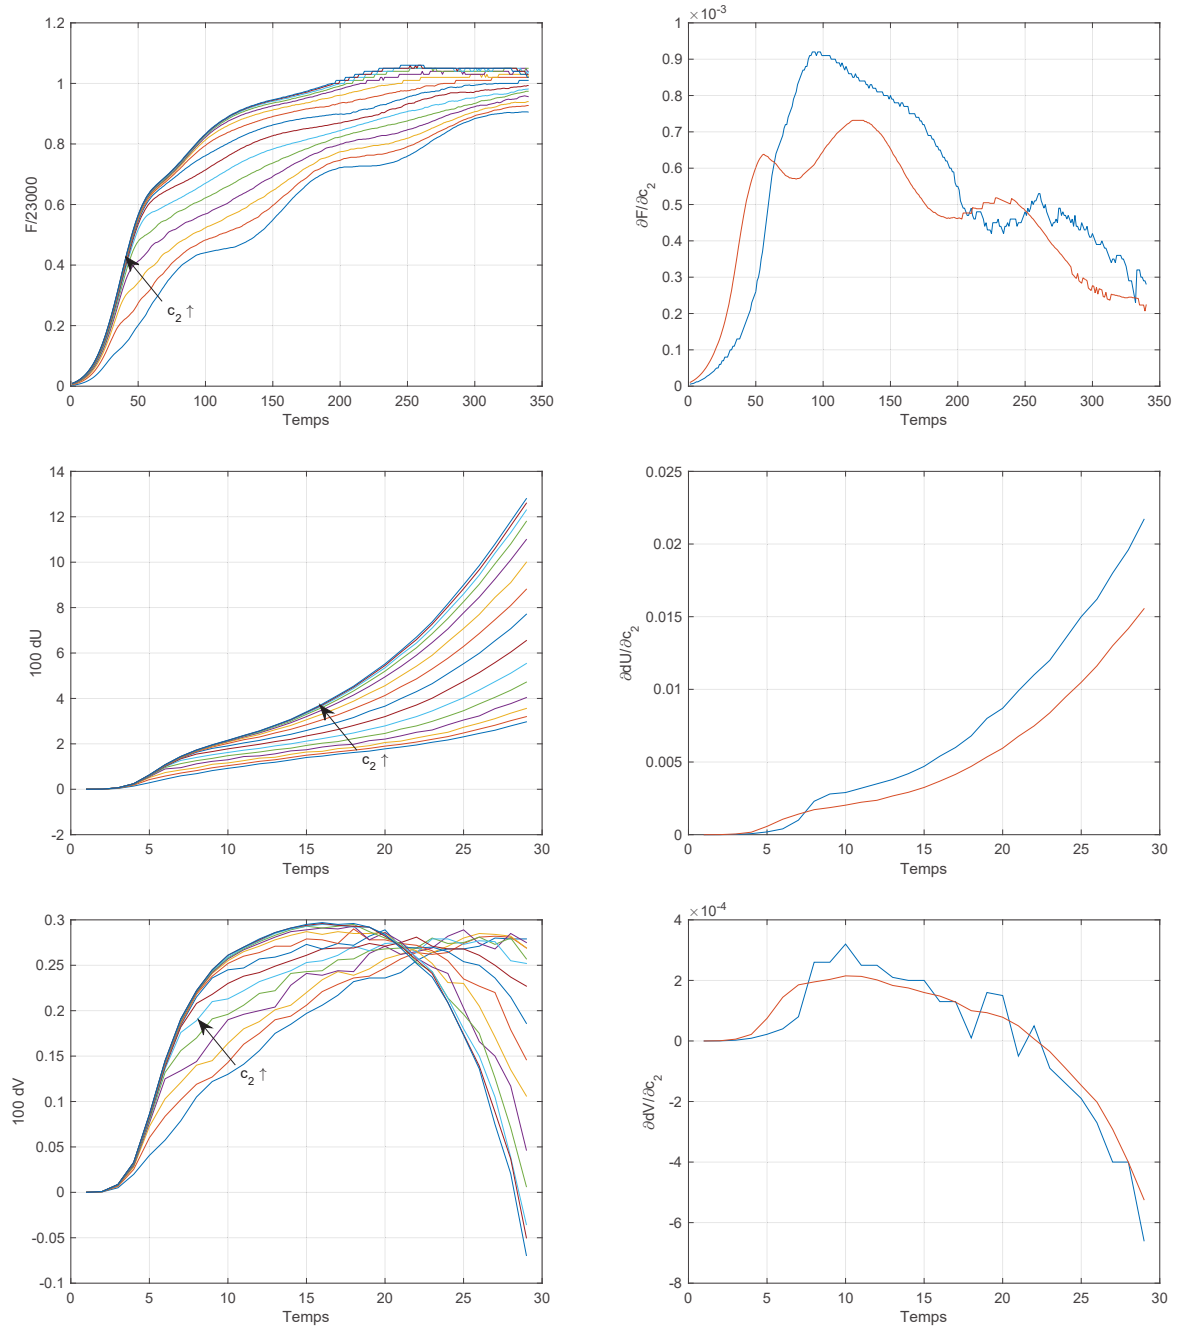 1.2
1
0.8
0.6
0.4
0.2
0
F/23000
c2 ↑
0 50 100 150 200 250 300 350
Temps
×10-3
1
0.9
0.8
0.7
0.6
0.5
0.4
0.3
0.2
0.1
0
∂F/∂c2
0 50 100 150 200 250 300 350
Temps
14
12
10
8
6
4
2
0
-2
100 dU
c2 ↑
0 5 10 15 20 25 30
Temps
0.025
0.02
0.015
0.01
0.005
0
∂dU/∂c2
0 5 10 15 20 25 30
Temps
0.3
0.25
0.2
0.15
0.1
0.05
0
-0.05
-0.1
100 dV
c2 ↑
0 5 10 15 20 25 30
Temps
×10-4
4
2
0
-2
-4
-6
-8
∂dV/∂c2
0 5 10 15 20 25 30
Temps